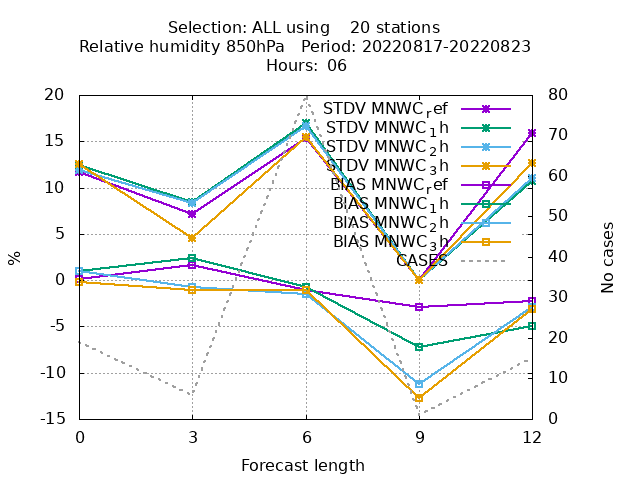 Selection: ALL using 20 stations
Relative humidity 850hPa Period: 20220817-20220823
Hours: 06
20 80
STDV MNWC_ref
STDV MNWC_1h
STDV MNWC_2h
STDV MNWC_3h
BIAS MNWC_ref
BIAS MNWC_1h
BIAS MNWC_2h
BIAS MNWC_3h
CASES
15
10
5
0
-5
-10
-15
70
60
50
40
30
20
10
0
%
No cases
0 3 6 9 12
Forecast length